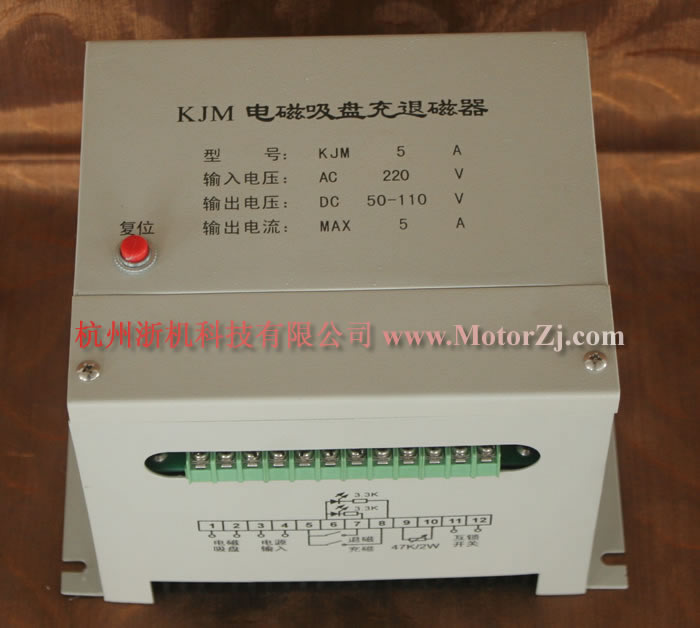 KJM 电磁吸盘充退磁器
型 号: KJM 5 A
输入电压: AC 220 V
输出电压: DC 50-110 V
输出电流: MAX 5 A
复位
杭州浙机科技有限公司 www.MotorZj.com
3.3K
3.3K
1 2 3 4 5 6 7 8 9 10 11 12
电磁 电源 退磁 互锁
吸盘 输入 充磁 47K/2W 开关